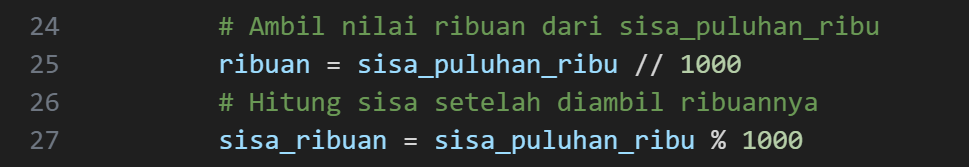 24 # Ambil nilai ribuan dari sisa_puluhan_ribu
25 ribuan = sisa_puluhan_ribu // 1000
26 # Hitung sisa setelah diambil ribuannya
27 sisa_ribuan = sisa_puluhan_ribu % 1000